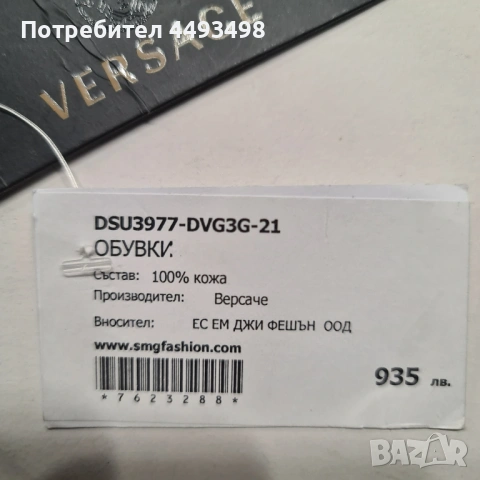 Потребител 4493498
VERSACE
DSU3977-DVG3G-21
ОБУВКИ.
Състав: 100% кожа
Производител: Версаче
Вносител: ЕС ЕМ ДЖИ ФЕШЪН ООД
www.smgfashion.com
*7623288*
935 лв.
BAZAR